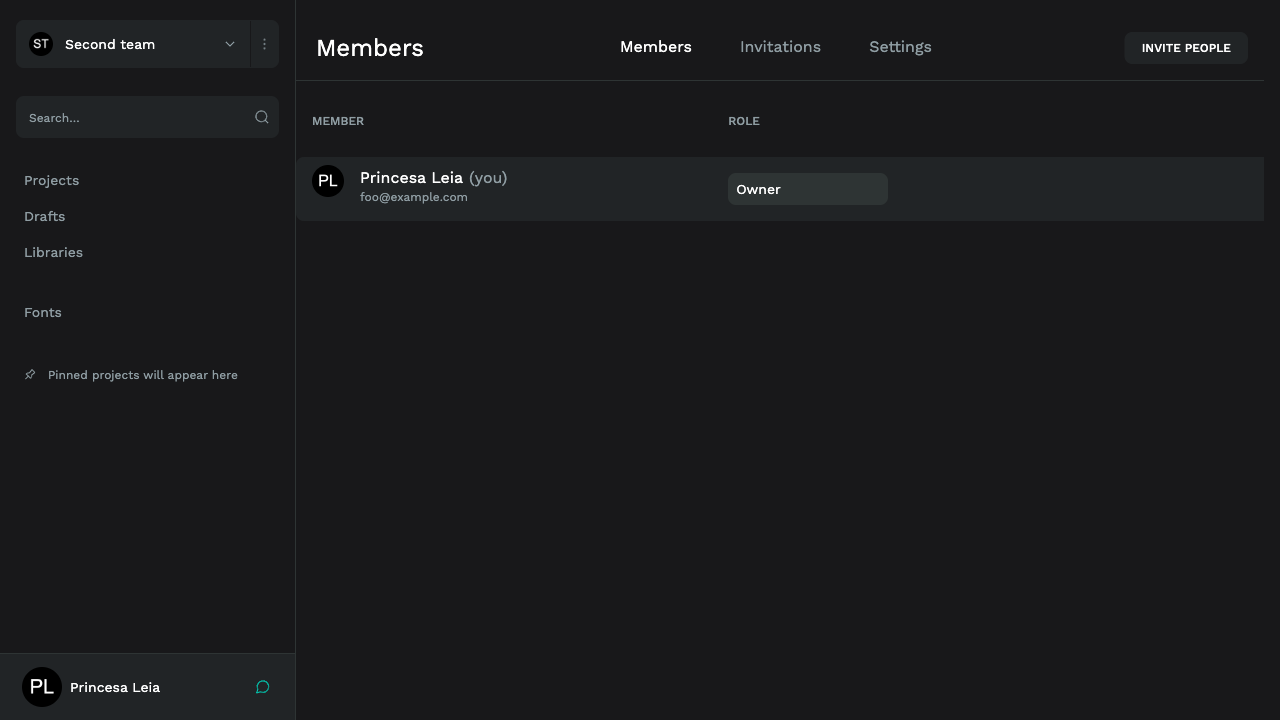 ST Second team
Search...
Projects
Drafts
Libraries
Fonts
Pinned projects will appear here
PL Princesa Leia
Members
Members Invitations Settings
INVITE PEOPLE
MEMBER ROLE
PL Princesa Leia (you)
foo@example.com
Owner